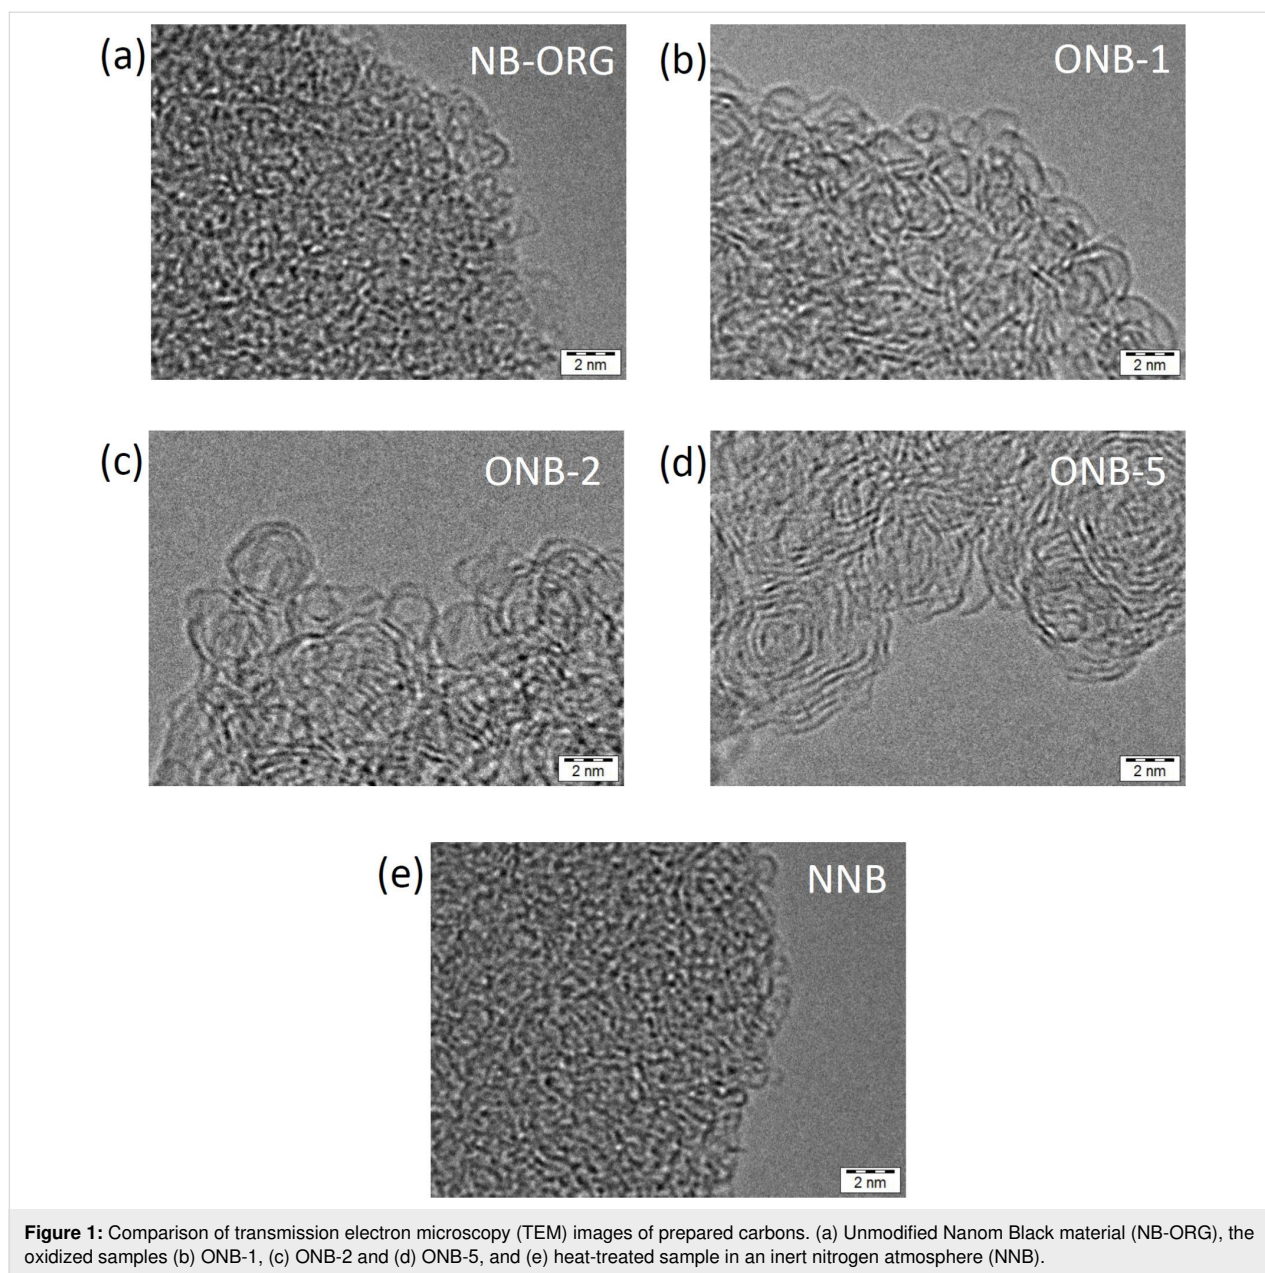 (a)
NB-ORG
2 nm
(b)
ONB-1
2 nm
(c)
ONB-2
2 nm
(d)
ONB-5
2 nm
(e)
NNB
2 nm
Figure 1: Comparison of transmission electron microscopy (TEM) images of prepared carbons. (a) Unmodified Nanom Black material (NB-ORG), the
oxidized samples (b) ONB-1, (c) ONB-2 and (d) ONB-5, and (e) heat-treated sample in an inert nitrogen atmosphere (NNB).